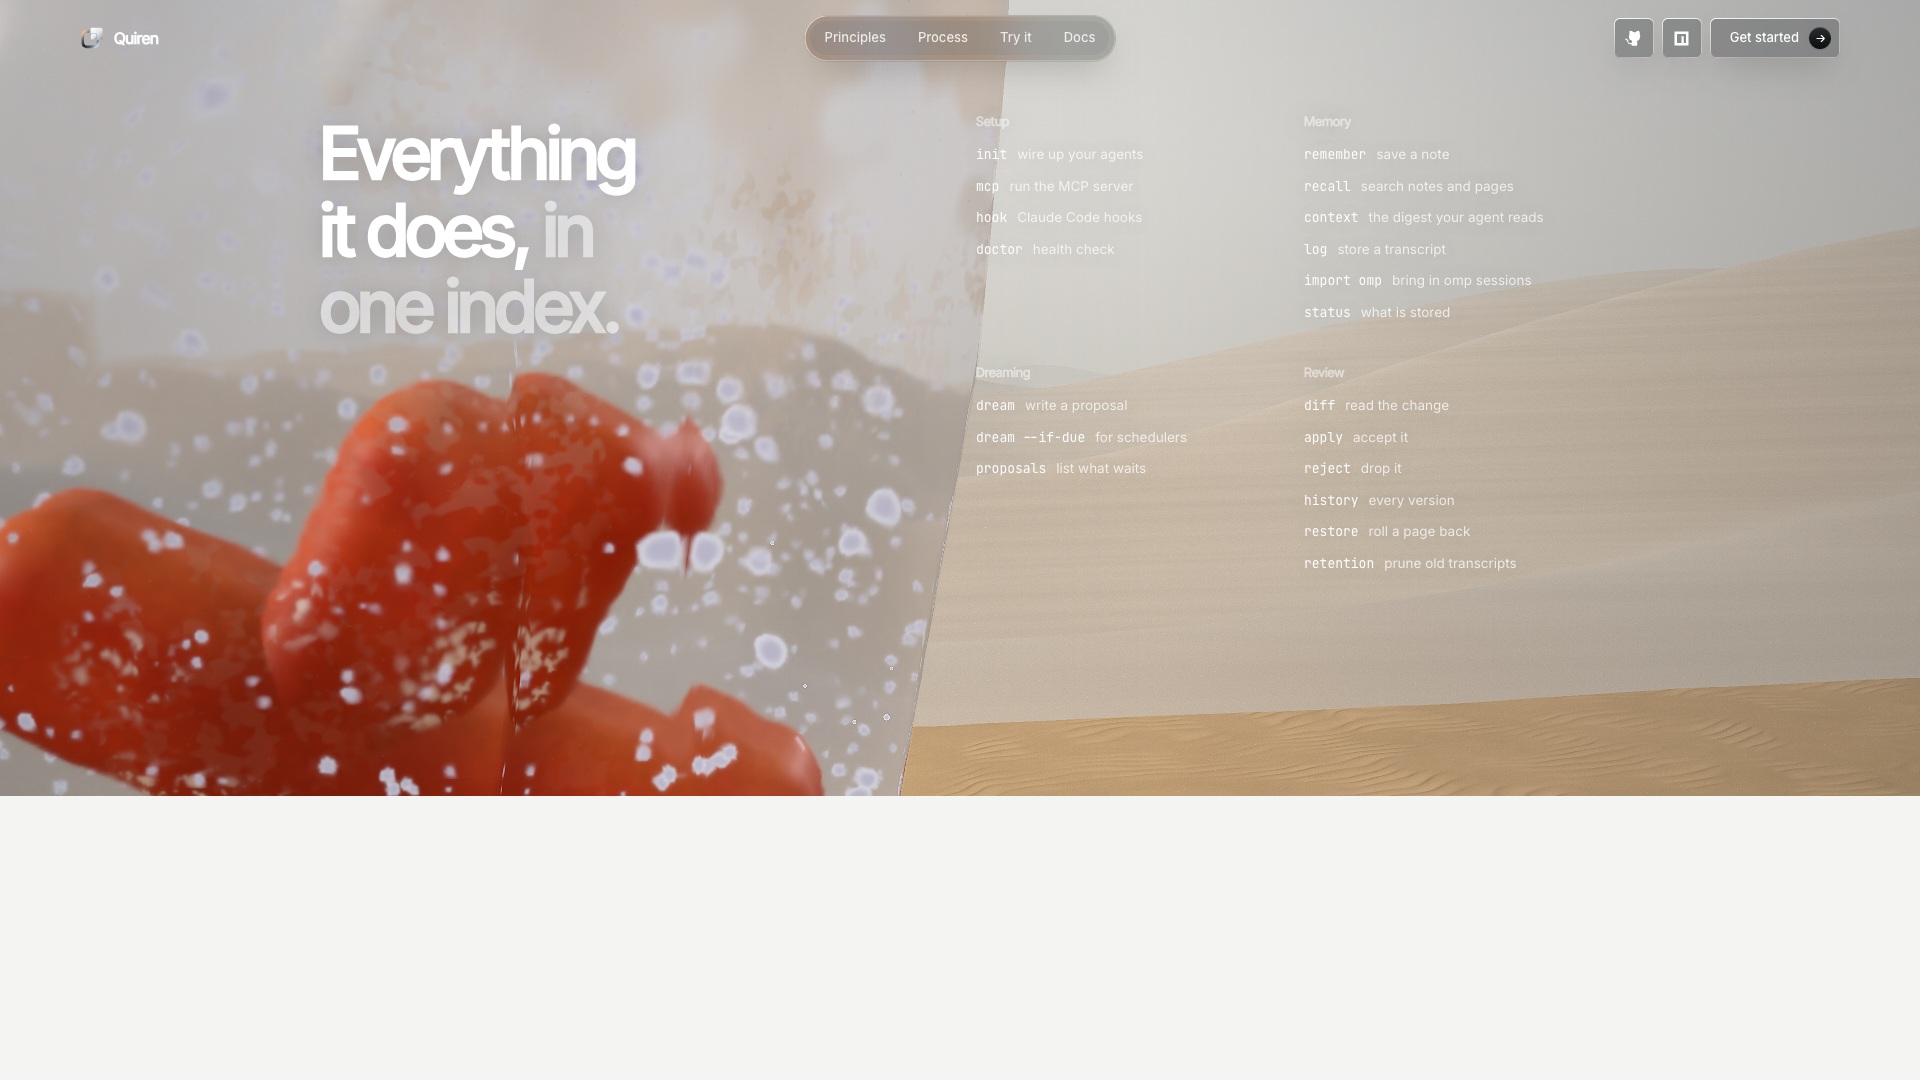 Quiren
Principles Process Try it Docs
Get started
Everything
it does, in
one index.
Setup
init wire up your agents
mcp run the MCP server
hook Claude Code hooks
doctor health check
Memory
remember save a note
recall search notes and pages
context the digest your agent reads
log store a transcript
import omp bring in omp sessions
status what is stored
Dreaming
dream write a proposal
dream --if-due for schedulers
proposals list what waits
Review
diff read the change
apply accept it
reject drop it
history every version
restore roll a page back
retention prune old transcripts